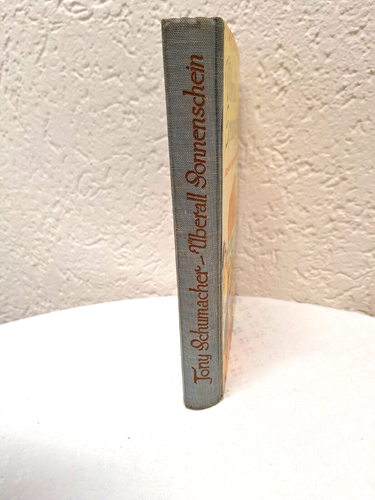 Tony Schumacher – Überall Sonnenschein